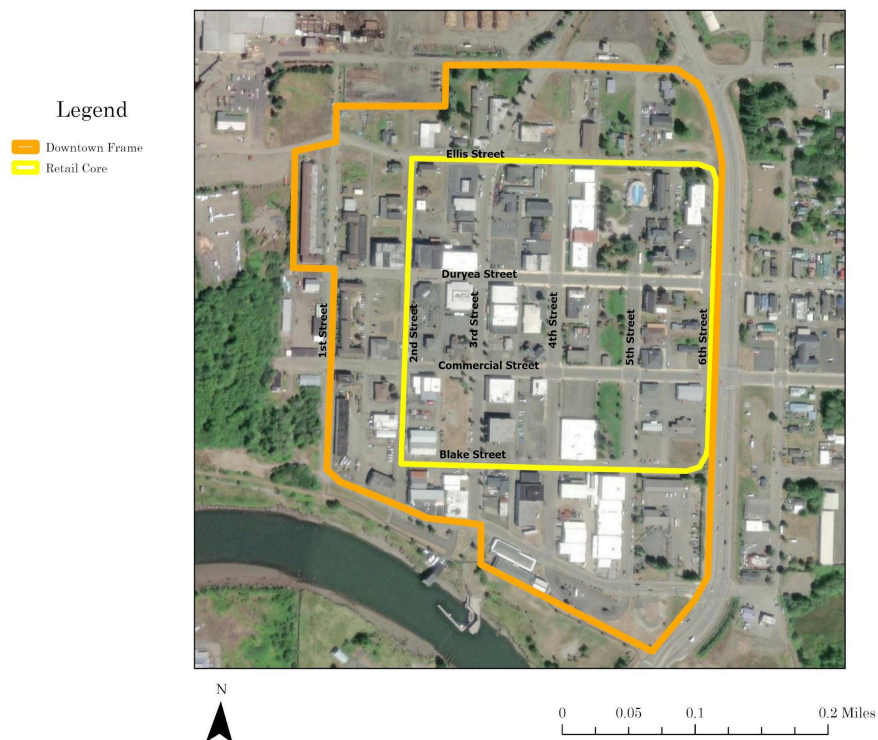 Legend
Downtown Frame
Retail Core
Ellis Street
Duryea Street
1st Street
2nd Street
3rd Street
4th Street
5th Street
6th Street
Commercial Street
Blake Street
N
0 0.05 0.1 0.2 Miles